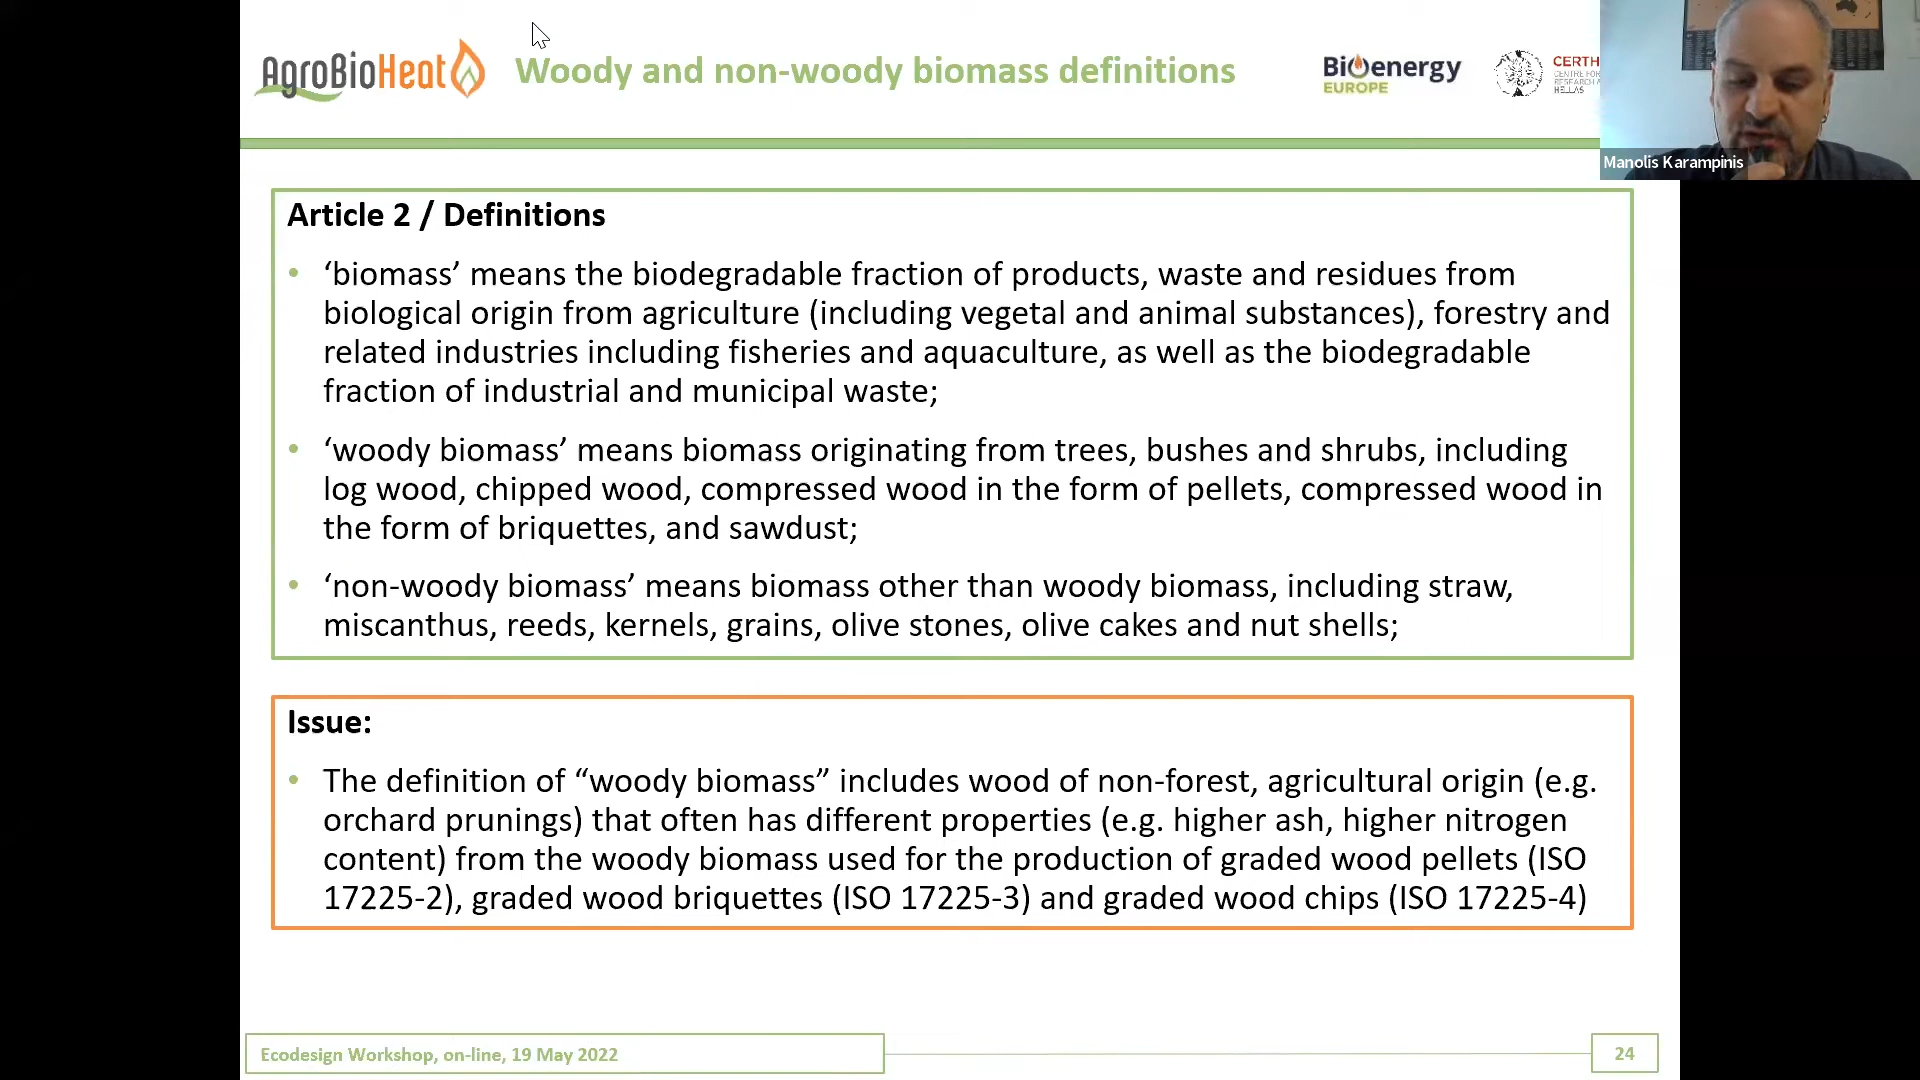 AgroBioHeat
Woody and non-woody biomass definitions
Bioenergy
EUROPE
CERTH
CENTRE FOR
RESEARCH
HELLAS
Manolis Karampinis
Article 2 / Definitions
• ‘biomass’ means the biodegradable fraction of products, waste and residues from
biological origin from agriculture (including vegetal and animal substances), forestry and
related industries including fisheries and aquaculture, as well as the biodegradable
fraction of industrial and municipal waste;
• ‘woody biomass’ means biomass originating from trees, bushes and shrubs, including
log wood, chipped wood, compressed wood in the form of pellets, compressed wood in
the form of briquettes, and sawdust;
• ‘non-woody biomass’ means biomass other than woody biomass, including straw,
miscanthus, reeds, kernels, grains, olive stones, olive cakes and nut shells;
Issue:
• The definition of “woody biomass” includes wood of non-forest, agricultural origin (e.g.
orchard prunings) that often has different properties (e.g. higher ash, higher nitrogen
content) from the woody biomass used for the production of graded wood pellets (ISO
17225-2), graded wood briquettes (ISO 17225-3) and graded wood chips (ISO 17225-4)
Ecodesign Workshop, on-line, 19 May 2022
24